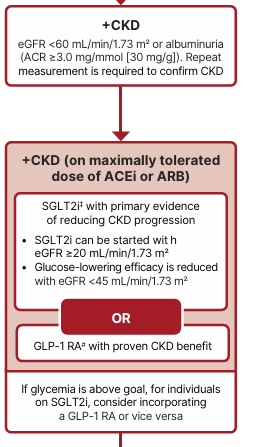 +CKD
eGFR <60 mL/min/1.73 m² or albuminuria
(ACR ≥3.0 mg/mmol [30 mg/g]). Repeat
measurement is required to confirm CKD
+CKD (on maximally tolerated
dose of ACEi or ARB)
SGLT2i‡ with primary evidence
of reducing CKD progression
• SGLT2i can be started wit h
eGFR ≥20 mL/min/1.73 m²
• Glucose-lowering efficacy is reduced
with eGFR <45 mL/min/1.73 m²
OR
GLP-1 RA# with proven CKD benefit
If glycemia is above goal, for individuals
on SGLT2i, consider incorporating
a GLP-1 RA or vice versa